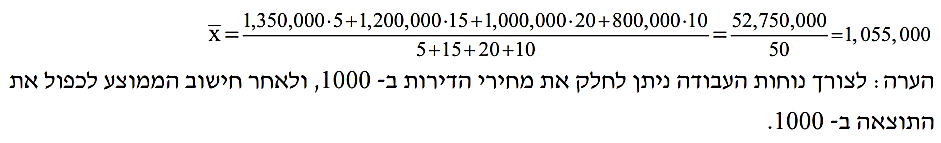 x̄ = (1,350,000·5+1,200,000·15+1,000,000·20+800,000·10)/(5+15+20+10) = 52,750,000/50 = 1,055,000
הערה: לצורך נוחות העבודה ניתן לחלק את מחירי הדירות ב- 1000, ולאחר חישוב הממוצע לכפול את
התוצאה ב- 1000.